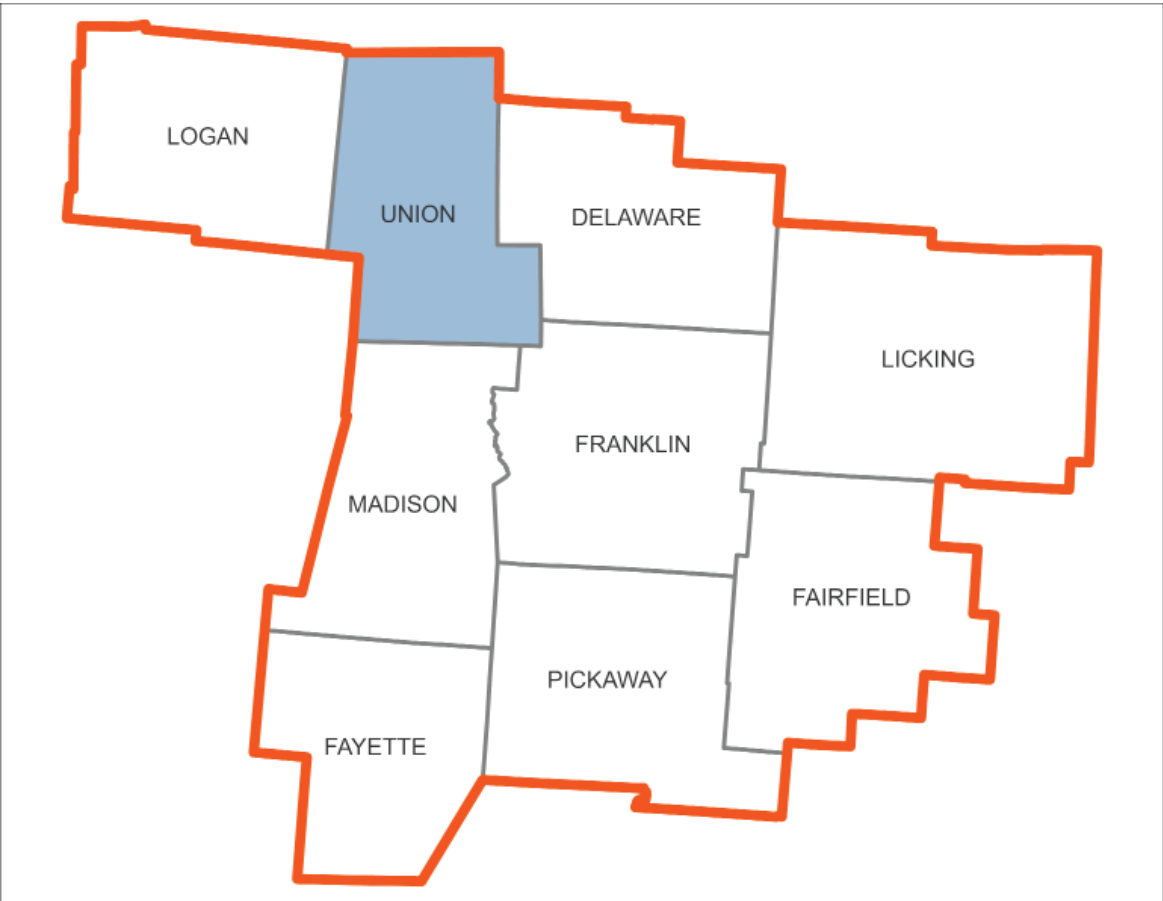 LOGAN
UNION
DELAWARE
LICKING
FRANKLIN
MADISON
FAIRFIELD
PICKAWAY
FAYETTE